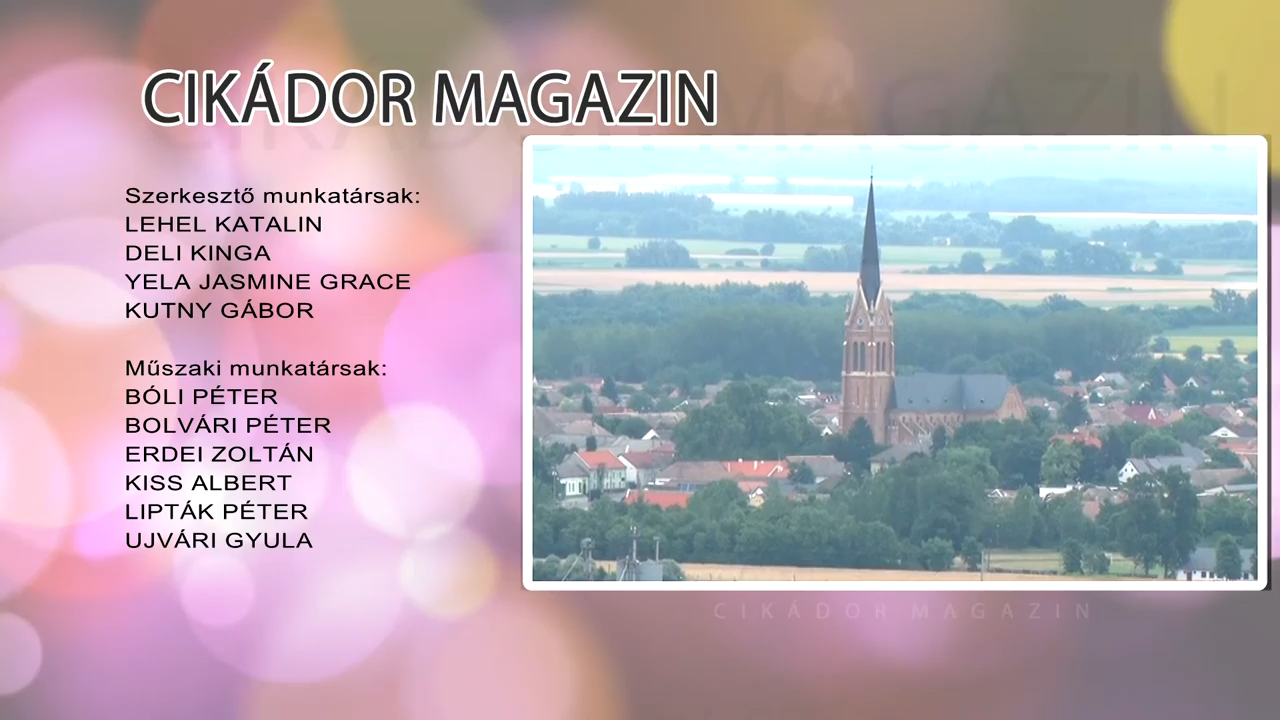 CIKÁDOR MAGAZIN
Szerkesztő munkatársak:
LEHEL KATALIN
DELI KINGA
YELA JASMINE GRACE
KUTNY GÁBOR
Műszaki munkatársak:
BÓLI PÉTER
BOLVÁRI PÉTER
ERDEI ZOLTÁN
KISS ALBERT
LIPTÁK PÉTER
UJVÁRI GYULA
CIKÁDOR MAGAZIN